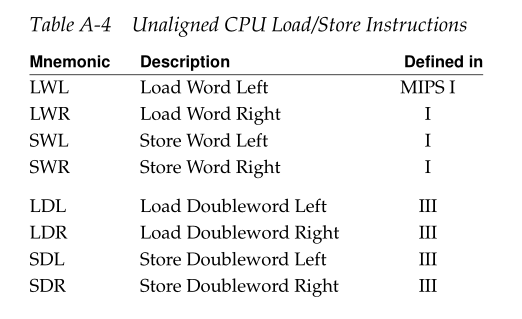 Table A-4 Unaligned CPU Load/Store Instructions
Mnemonic Description Defined in
LWL Load Word Left MIPS I
LWR Load Word Right I
SWL Store Word Left I
SWR Store Word Right I
LDL Load Doubleword Left III
LDR Load Doubleword Right III
SDL Store Doubleword Left III
SDR Store Doubleword Right III